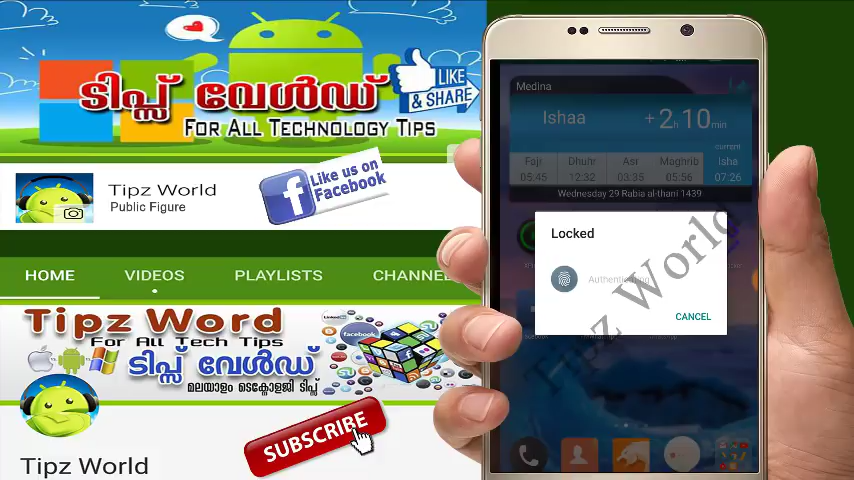 ടിപ്സ് വേൾഡ്
FOR ALL TECHNOLOGY TIPS
LIKE
& SHARE
Tipz World
Public Figure
Like us on
Facebook
HOME
VIDEOS
PLAYLISTS
CHANNEL
Tipz Word
For All Tech Tips
ടിപ്സ് വേൾഡ്
മലയാളം ടെക്നോളജി ടിപ്സ്
LinkedIn
facebook
SUBSCRIBE
Tipz World
Medina
Ishaa
+2h 10min
current
Fajr
Dhuhr
Asr
Maghrib
Isha
05:45
12:32
03:35
05:56
07:26
Wednesday 29 Rabia al-thani 1439
Locked
CANCEL
Tipz World